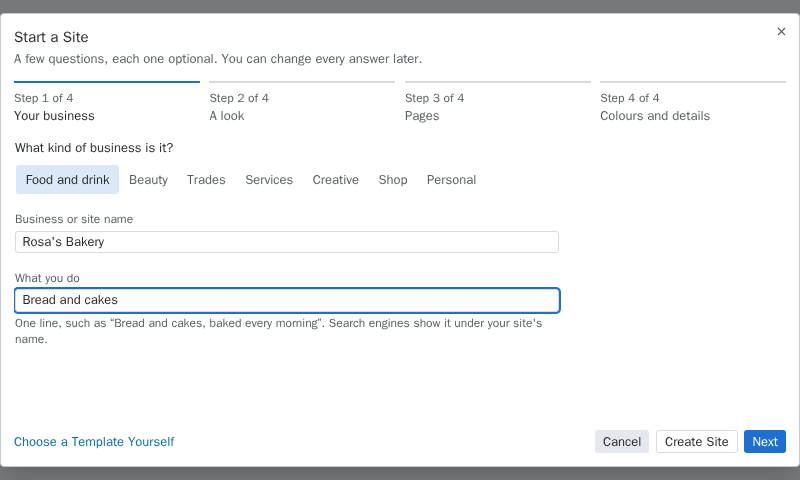 Start a Site
×
A few questions, each one optional. You can change every answer later.
Step 1 of 4
Your business
Step 2 of 4
A look
Step 3 of 4
Pages
Step 4 of 4
Colours and details
What kind of business is it?
Food and drink Beauty Trades Services Creative Shop Personal
Business or site name
Rosa's Bakery
What you do
Bread and cakes
One line, such as “Bread and cakes, baked every morning”. Search engines show it under your site's
name.
Choose a Template Yourself
Cancel
Create Site
Next